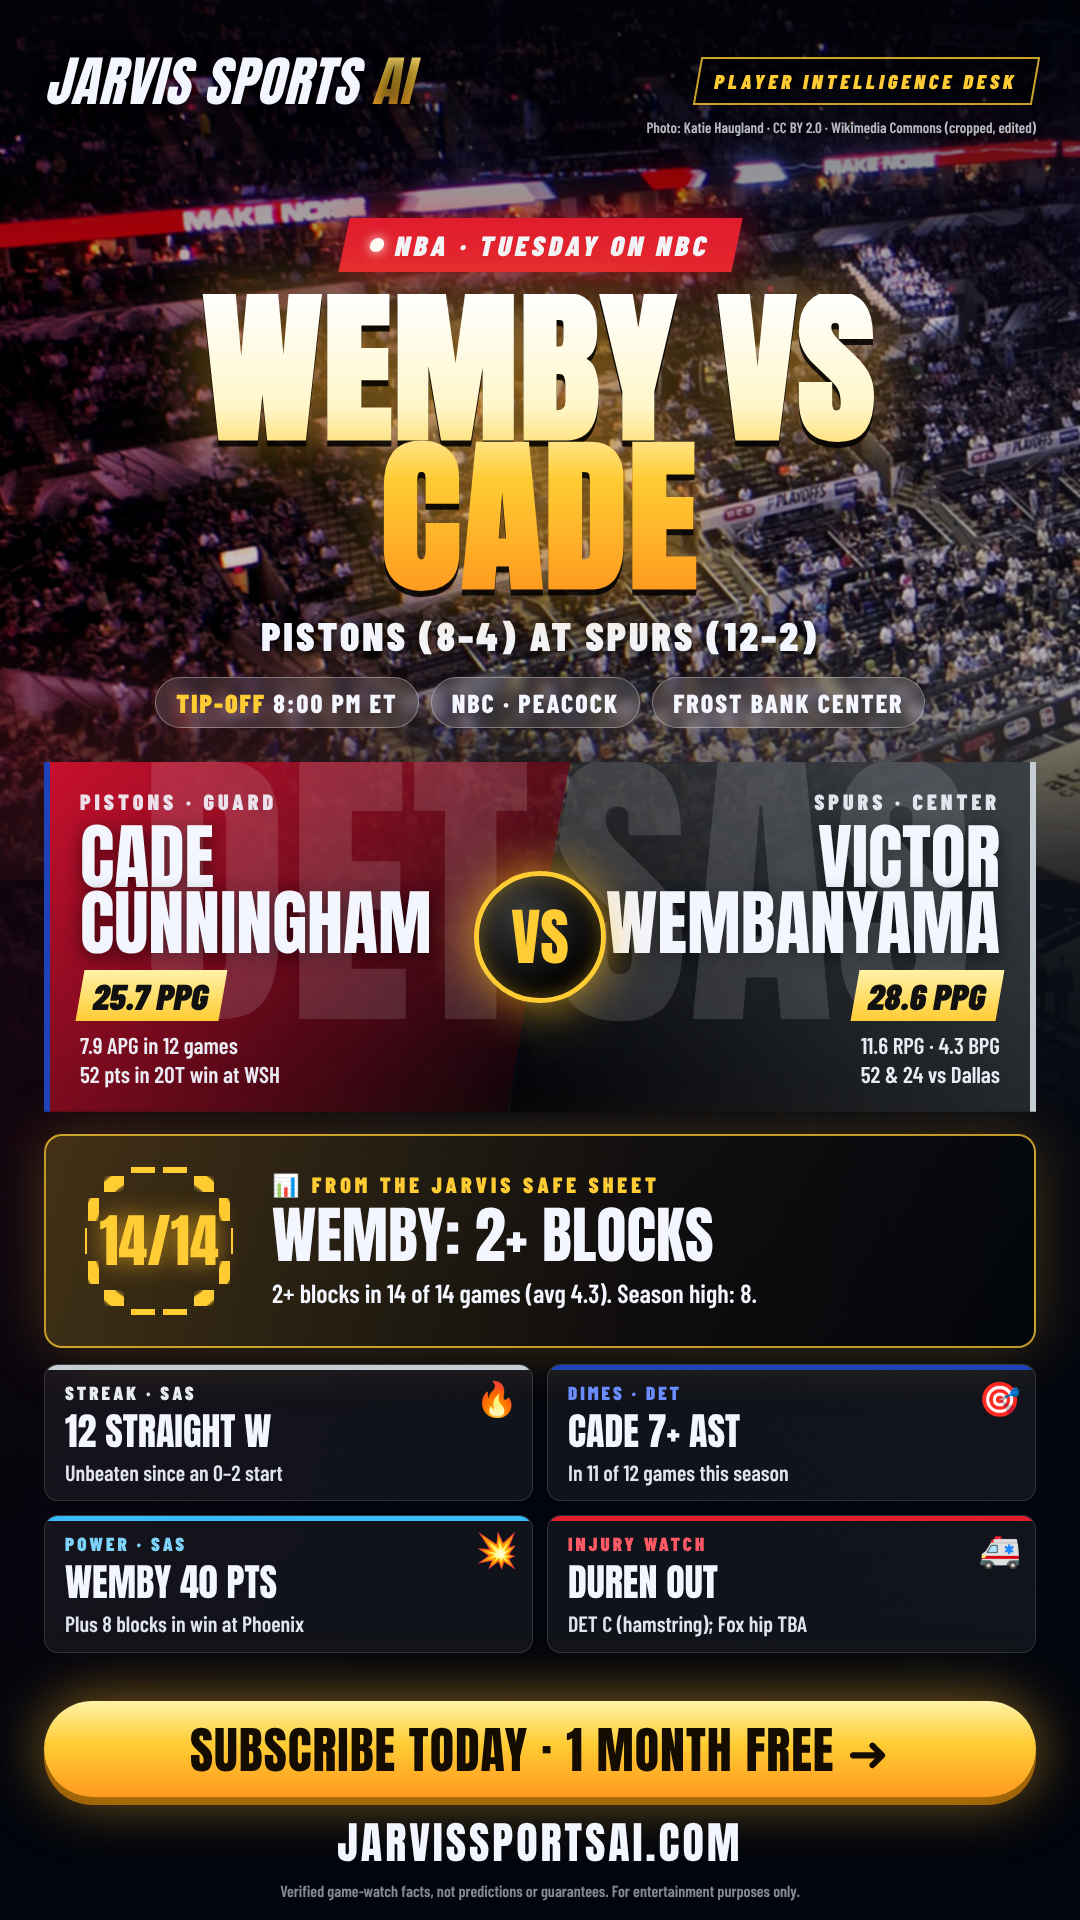 JARVIS SPORTS AI
PLAYER INTELLIGENCE DESK
Photo: Katie Haugland · CC BY 2.0 · Wikimedia Commons (cropped, edited)
MAKE NOISE
MAKE NOISE
NBA · TUESDAY ON NBC
WEMBY VS
CADE
PLAYOFFS
PISTONS (8–4) AT SPURS (12–2)
TIP-OFF 8:00 PM ET
NBC · PEACOCK
FROST BANK CENTER
DET
SAS
PISTONS · GUARD
CADE
CUNNINGHAM
25.7 PPG
7.9 APG in 12 games
52 pts in 2OT win at WSH
VS
SPURS · CENTER
VICTOR
WEMBANYAMA
28.6 PPG
11.6 RPG · 4.3 BPG
52 & 24 vs Dallas
14/14
📊 FROM THE JARVIS SAFE SHEET
WEMBY: 2+ BLOCKS
2+ blocks in 14 of 14 games (avg 4.3). Season high: 8.
STREAK · SAS
12 STRAIGHT W
Unbeaten since an 0–2 start
DIMES · DET
CADE 7+ AST
In 11 of 12 games this season
POWER · SAS
WEMBY 40 PTS
Plus 8 blocks in win at Phoenix
INJURY WATCH
DUREN OUT
DET C (hamstring); Fox hip TBA
SUBSCRIBE TODAY · 1 MONTH FREE →
JARVISSPORTSAI.COM
Verified game-watch facts, not predictions or guarantees. For entertainment purposes only.